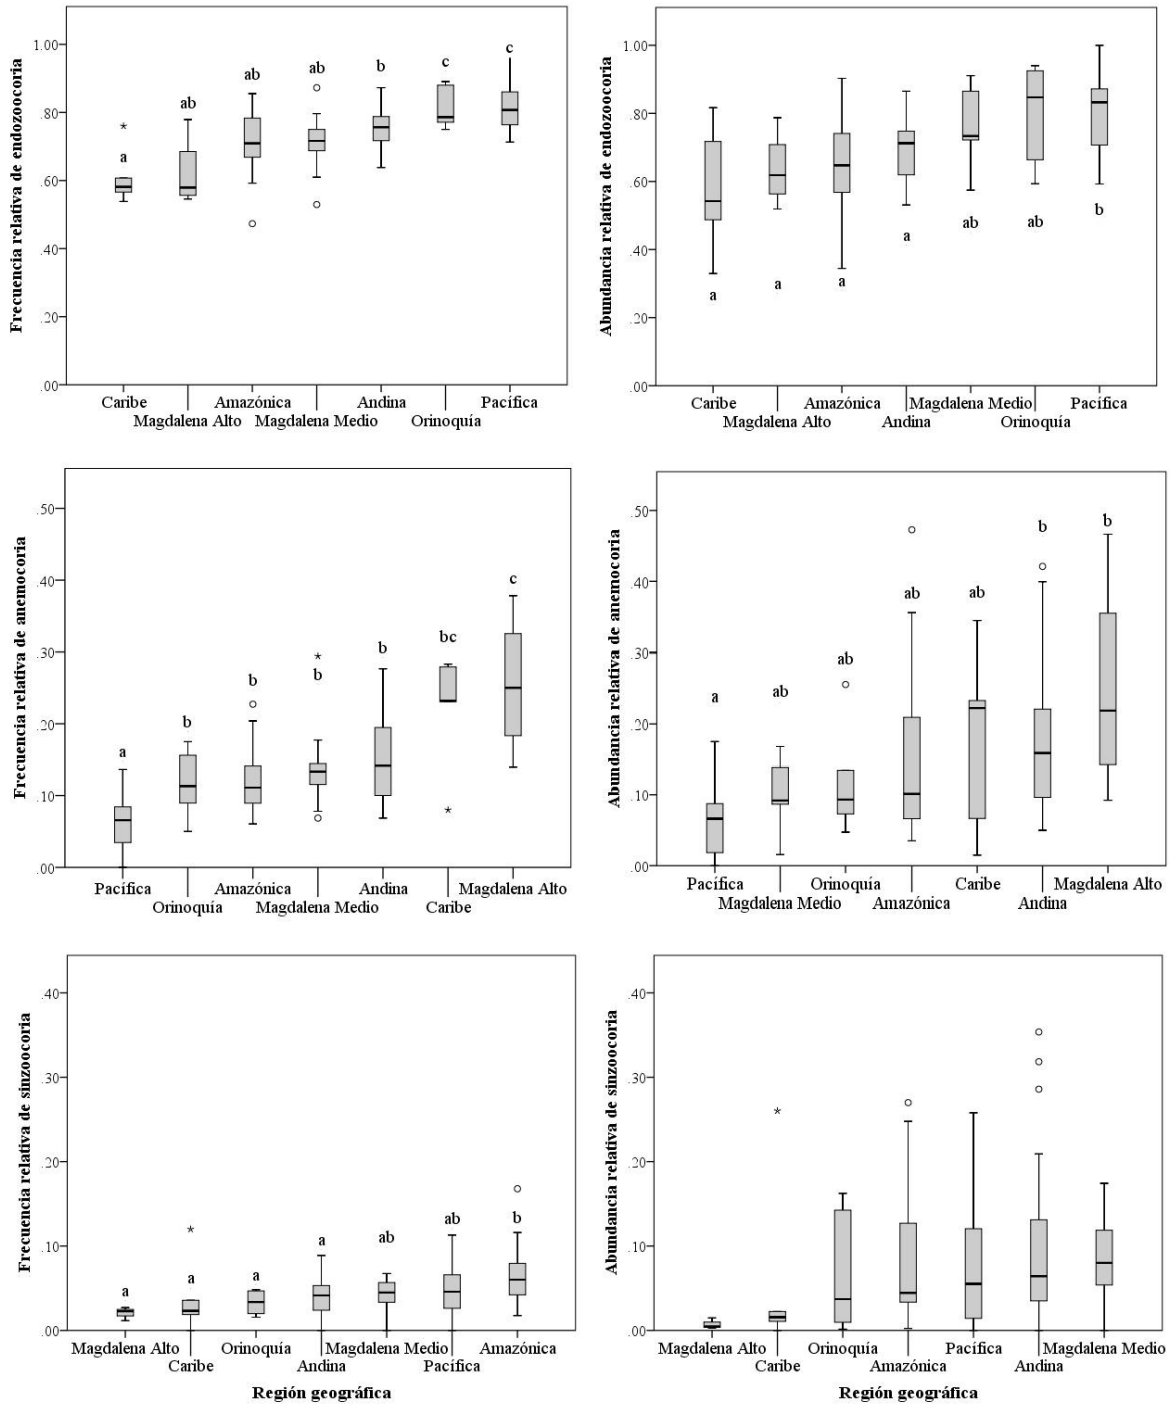 Frecuencia relativa de endozoocoria
1.00
.80
.60
.40
.20
.00
a
ab
ab
ab
b
c
c
Caribe
Magdalena Alto
Amazónica
Magdalena Medio
Andina
Orinoquía
Pacífica
Abundancia relativa de endozoocoria
1.00
.80
.60
.40
.20
.00
a
a
a
a
ab
ab
b
Caribe
Magdalena Alto
Amazónica
Andina
Magdalena Medio
Orinoquía
Pacífica
Frecuencia relativa de anemocoria
.50
.40
.30
.20
.10
.00
a
b
b
b
b
bc
c
Pacífica
Orinoquía
Amazónica
Magdalena Medio
Andina
Caribe
Magdalena Alto
Abundancia relativa de anemocoria
.50
.40
.30
.20
.10
.00
a
ab
ab
ab
ab
b
b
Pacífica
Magdalena Medio
Orinoquía
Amazónica
Caribe
Andina
Magdalena Alto
Frecuencia relativa de sinzoocoria
.40
.30
.20
.10
.00
a
a
a
a
ab
ab
b
Magdalena Alto
Caribe
Orinoquía
Andina
Magdalena Medio
Pacífica
Amazónica
Región geográfica
Abundancia relativa de sinzoocoria
.40
.30
.20
.10
.00
Magdalena Alto
Caribe
Orinoquía
Amazónica
Pacífica
Andina
Magdalena Medio
Región geográfica